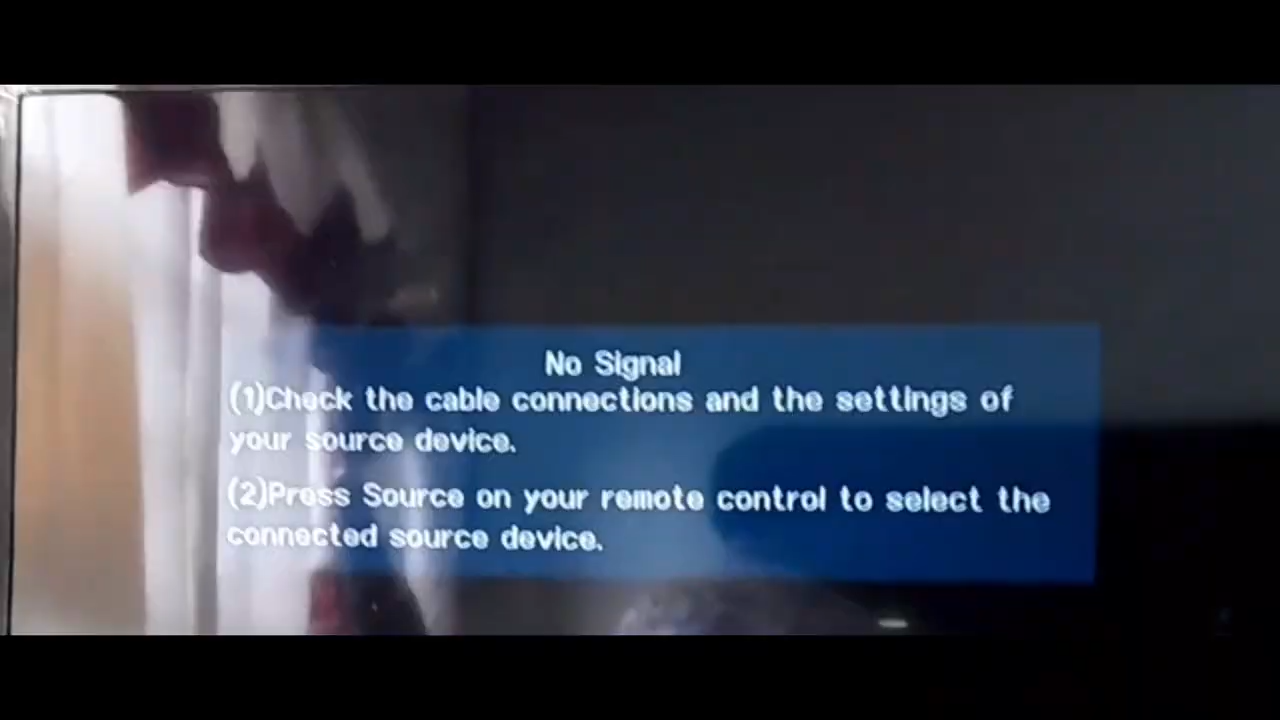 No Signal
(1)Check the cable connections and the settings of
your source device.
(2)Press Source on your remote control to select the
connected source device.